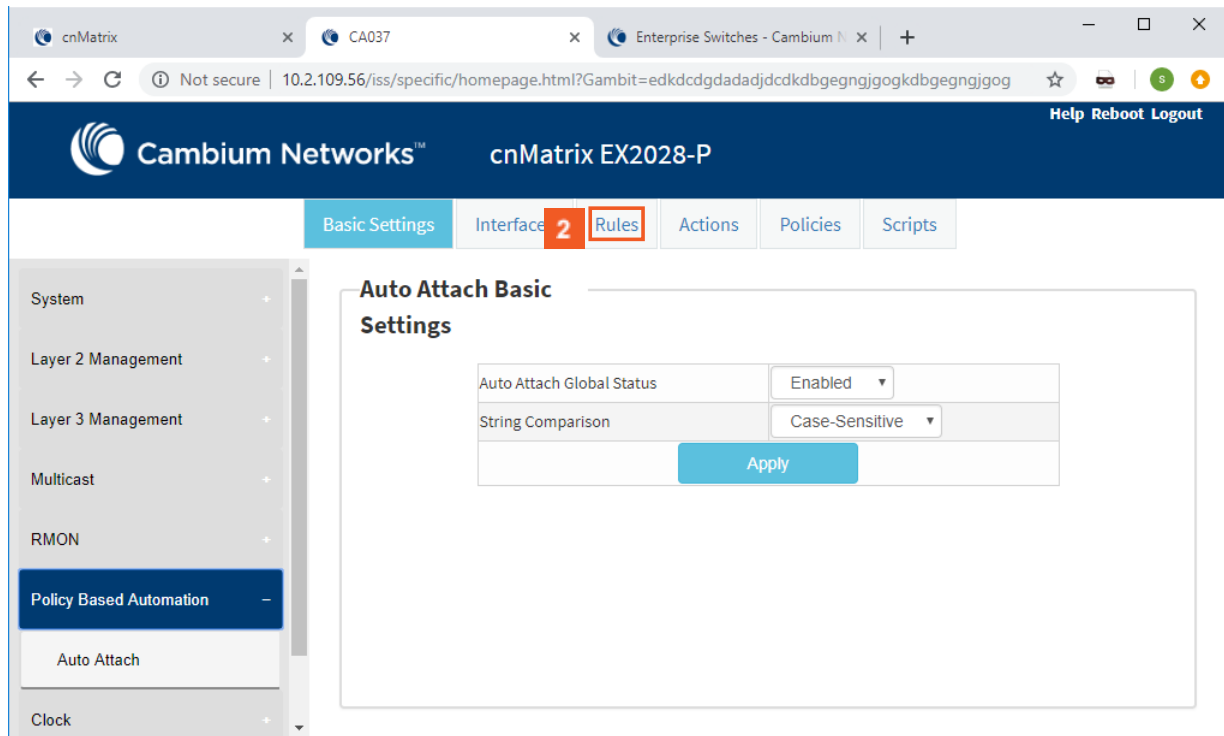 cnMatrix
CA037
Enterprise Switches - Cambium N
Not secure | 10.2.109.56/iss/specific/homepage.html?Gambit=edkdcdgdadadjdcdkdbgegngjgogkdbgegngjgog
S
Help Reboot Logout
Cambium Networks™
cnMatrix EX2028-P
Basic Settings
Interface
2
Rules
Actions
Policies
Scripts
System
Layer 2 Management
Layer 3 Management
Multicast
RMON
Policy Based Automation
Auto Attach
Clock
Auto Attach Basic
Settings
Auto Attach Global Status
Enabled
String Comparison
Case-Sensitive
Apply